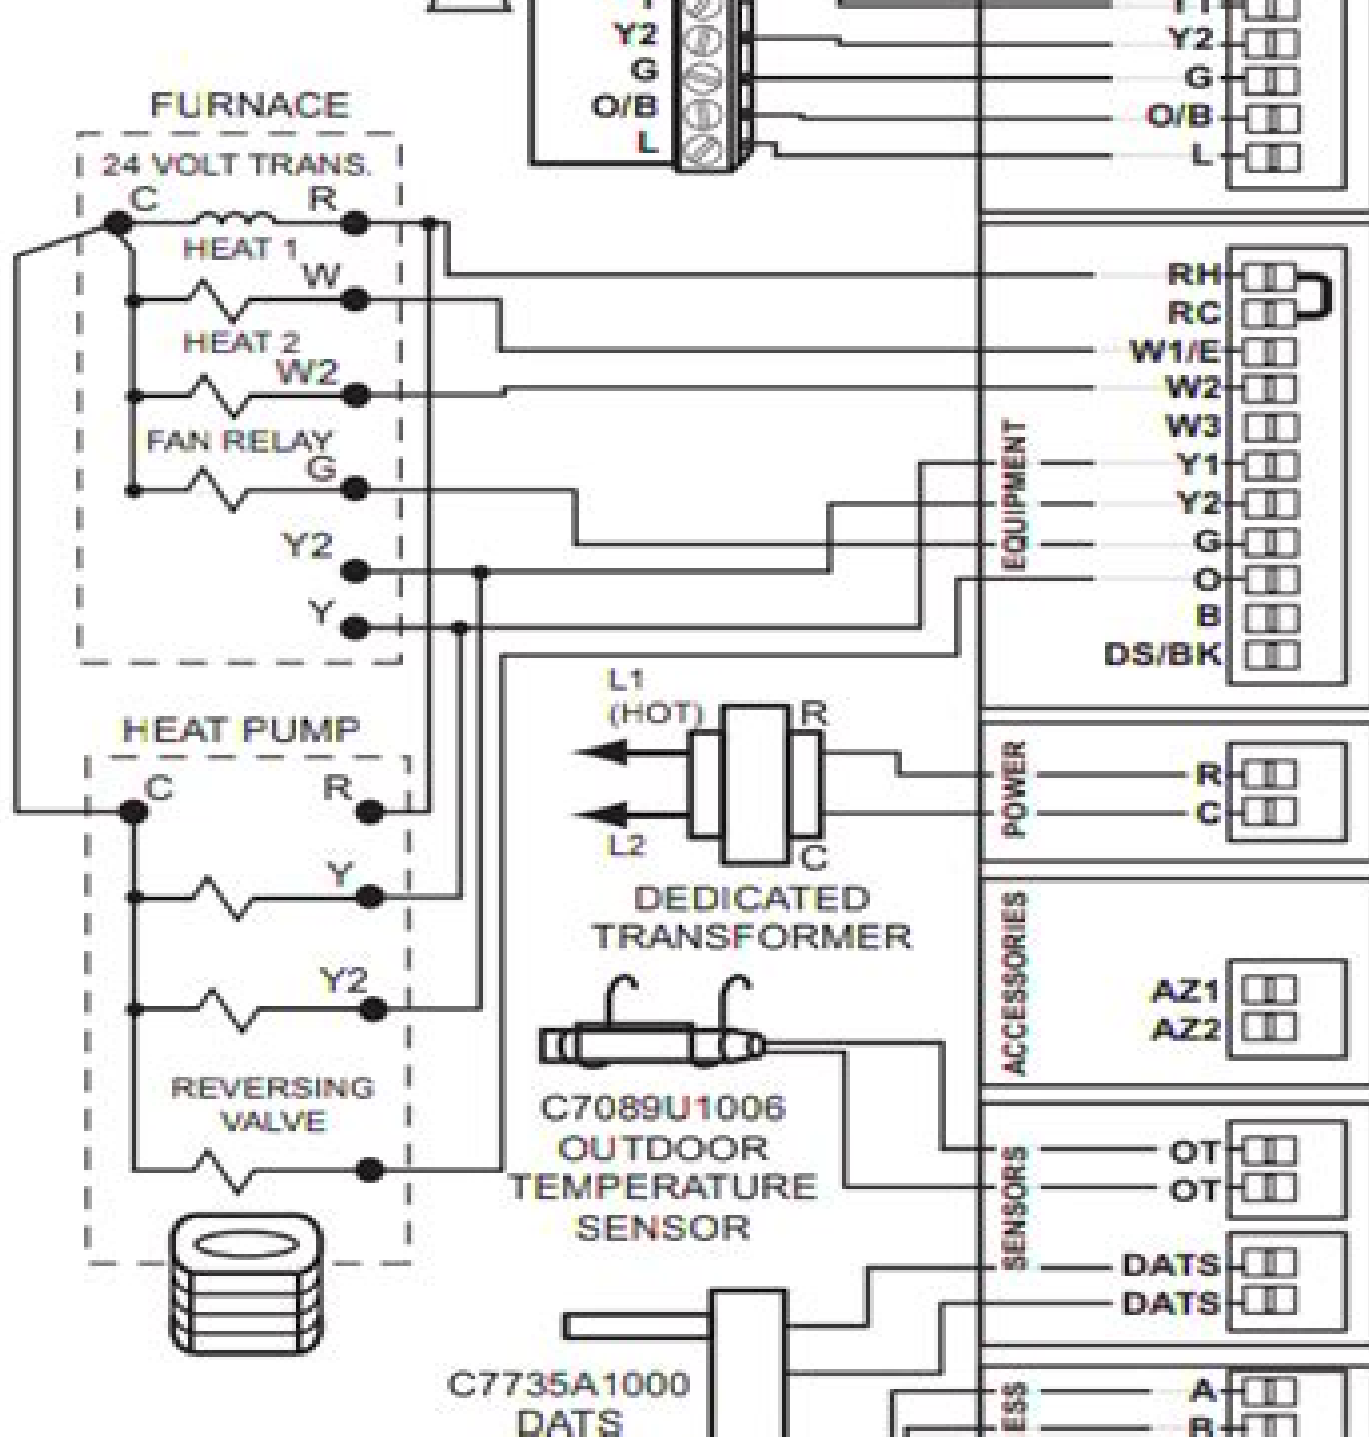 Y2
G
O/B
L
Y2
G
O/B
L
FURNACE
24 VOLT TRANS.
C
R
HEAT 1
W
HEAT 2
W2
FAN RELAY
G
Y2
Y
HEAT PUMP
C
R
Y
Y2
REVERSING
VALVE
L1
(HOT)
R
L2
C
DEDICATED
TRANSFORMER
C7089U1006
OUTDOOR
TEMPERATURE
SENSOR
C7735A1000
DATS
EQUIPMENT
RH
RC
W1/E
W2
W3
Y1
Y2
G
O
B
DS/BK
POWER
R
C
ACCESSORIES
AZ1
AZ2
SENSORS
OT
OT
DATS
DATS
ESS
A
B